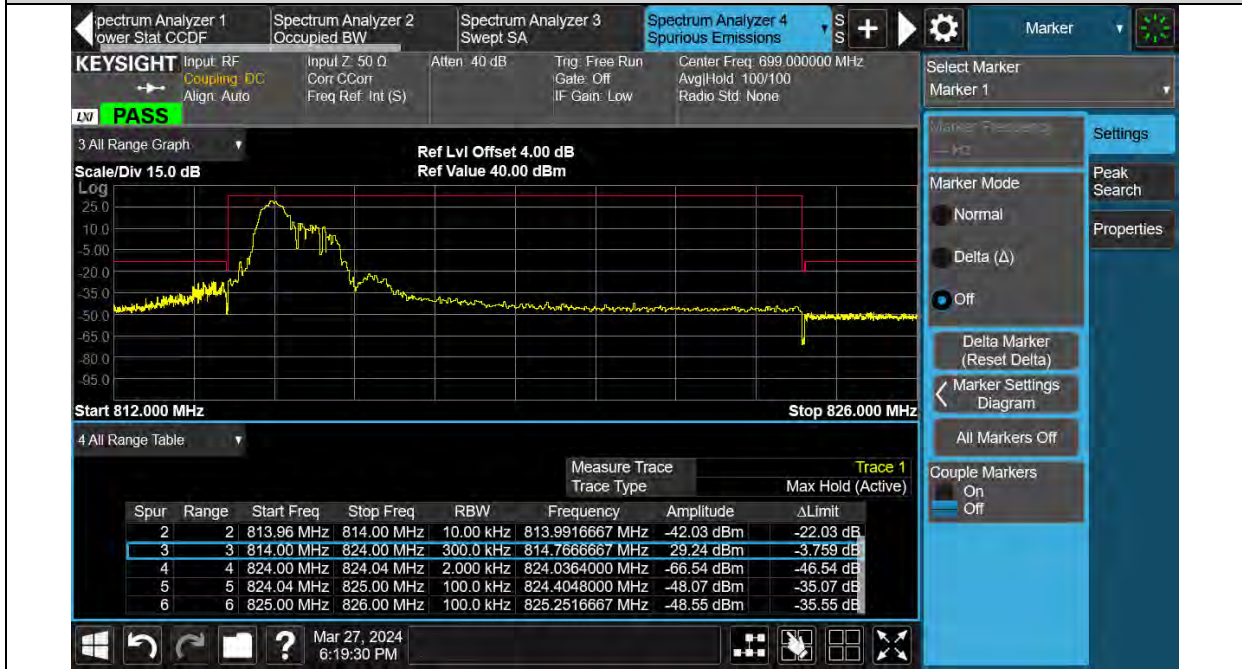 pectrum Analyzer 1
ower Stat CCDF
Spectrum Analyzer 2
Occupied BW
Spectrum Analyzer 3
Swept SA
Spectrum Analyzer 4
Spurious Emissions
S
S
+
Marker
KEYSIGHT
Input: RF
Coupling: DC
Align: Auto
Input Z: 50 Ω
Corr CCorr
Freq Ref: Int (S)
Atten: 40 dB
Trig: Free Run
Gate: Off
IF Gain: Low
Center Freq: 699.000000 MHz
Avg|Hold: 100/100
Radio Std: None
LXI
PASS
Select Marker
Marker 1
3 All Range Graph
Ref Lvl Offset 4.00 dB
Scale/Div 15.0 dB
Ref Value 40.00 dBm
Log
25.0
10.0
-5.00
-20.0
-35.0
-50.0
-65.0
-80.0
-95.0
Start 812.000 MHz
Stop 826.000 MHz
Marker Frequency
--- Hz
Settings
Marker Mode
Normal
Delta (Δ)
Off
Peak
Search
Properties
Delta Marker
(Reset Delta)
Marker Settings
Diagram
All Markers Off
Couple Markers
On
Off
4 All Range Table
Measure Trace Trace 1
Trace Type Max Hold (Active)
Spur Range Start Freq Stop Freq RBW Frequency Amplitude ΔLimit
2 2 813.96 MHz 814.00 MHz 10.00 kHz 813.9916667 MHz -42.03 dBm -22.03 dB
3 3 814.00 MHz 824.00 MHz 300.0 kHz 814.7666667 MHz 29.24 dBm -3.759 dB
4 4 824.00 MHz 824.04 MHz 2.000 kHz 824.0364000 MHz -66.54 dBm -46.54 dB
5 5 824.04 MHz 825.00 MHz 100.0 kHz 824.4048000 MHz -48.07 dBm -35.07 dB
6 6 825.00 MHz 826.00 MHz 100.0 kHz 825.2516667 MHz -48.55 dBm -35.55 dB
?
Mar 27, 2024
6:19:30 PM